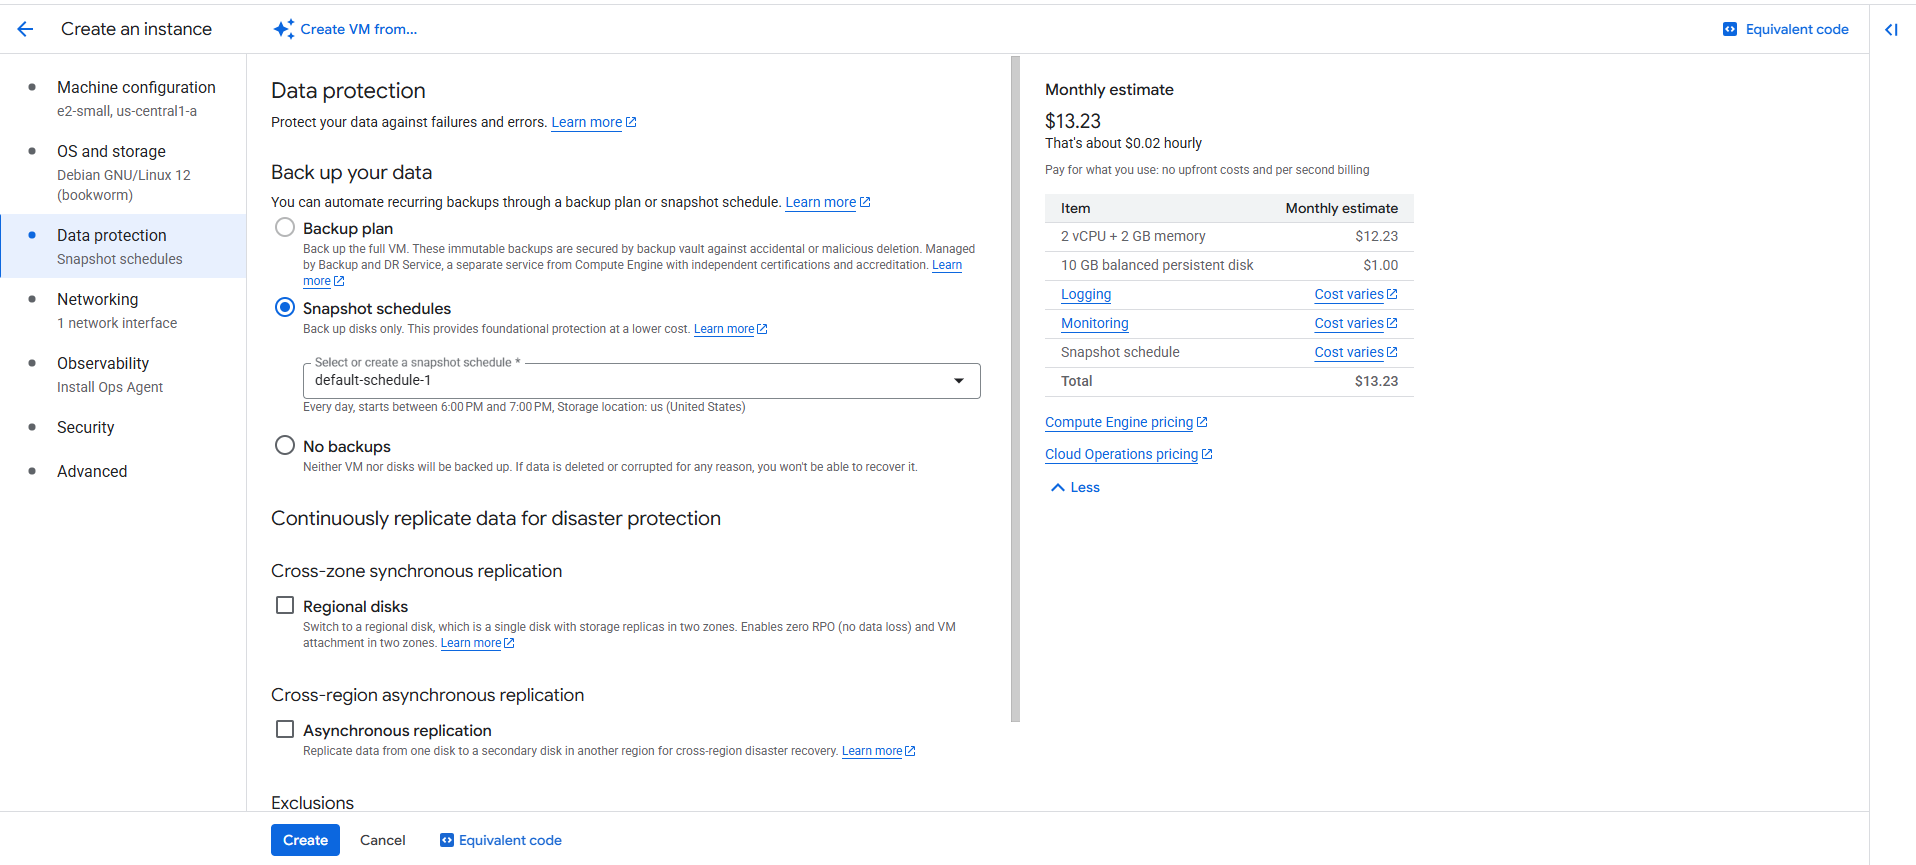 Create an instance
Create VM from...
Equivalent code
Machine configuration
e2-small, us-central1-a
OS and storage
Debian GNU/Linux 12
(bookworm)
Data protection
Snapshot schedules
Networking
1 network interface
Observability
Install Ops Agent
Security
Advanced
Data protection
Protect your data against failures and errors. Learn more
Back up your data
You can automate recurring backups through a backup plan or snapshot schedule. Learn more
Backup plan
Back up the full VM. These immutable backups are secured by backup vault against accidental or malicious deletion. Managed
by Backup and DR Service, a separate service from Compute Engine with independent certifications and accreditation. Learn
more
Snapshot schedules
Back up disks only. This provides foundational protection at a lower cost. Learn more
Select or create a snapshot schedule *
default-schedule-1
Every day, starts between 6:00 PM and 7:00 PM, Storage location: us (United States)
No backups
Neither VM nor disks will be backed up. If data is deleted or corrupted for any reason, you won't be able to recover it.
Continuously replicate data for disaster protection
Cross-zone synchronous replication
Regional disks
Switch to a regional disk, which is a single disk with storage replicas in two zones. Enables zero RPO (no data loss) and VM
attachment in two zones. Learn more
Cross-region asynchronous replication
Asynchronous replication
Replicate data from one disk to a secondary disk in another region for cross-region disaster recovery. Learn more
Exclusions
Create
Cancel
Equivalent code
Monthly estimate
$13.23
That's about $0.02 hourly
Pay for what you use: no upfront costs and per second billing
Item Monthly estimate
2 vCPU + 2 GB memory $12.23
10 GB balanced persistent disk $1.00
Logging Cost varies
Monitoring Cost varies
Snapshot schedule Cost varies
Total $13.23
Compute Engine pricing
Cloud Operations pricing
Less